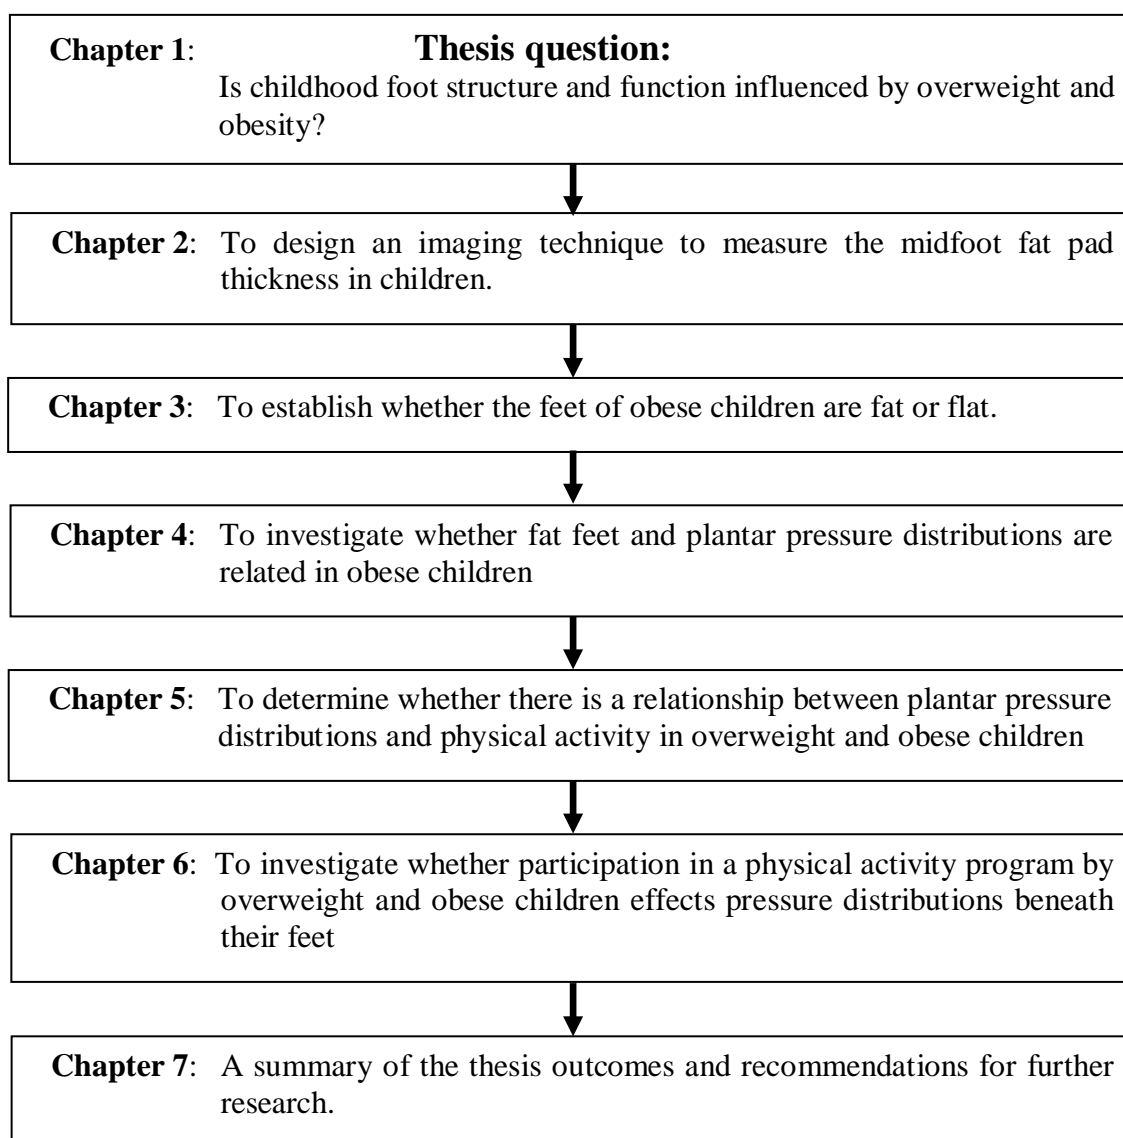 Chapter 1: Thesis question:
Is childhood foot structure and function influenced by overweight and
obesity?
Chapter 2: To design an imaging technique to measure the midfoot fat pad
thickness in children.
Chapter 3: To establish whether the feet of obese children are fat or flat.
Chapter 4: To investigate whether fat feet and plantar pressure distributions are
related in obese children
Chapter 5: To determine whether there is a relationship between plantar pressure
distributions and physical activity in overweight and obese children
Chapter 6: To investigate whether participation in a physical activity program by
overweight and obese children effects pressure distributions beneath
their feet
Chapter 7: A summary of the thesis outcomes and recommendations for further
research.